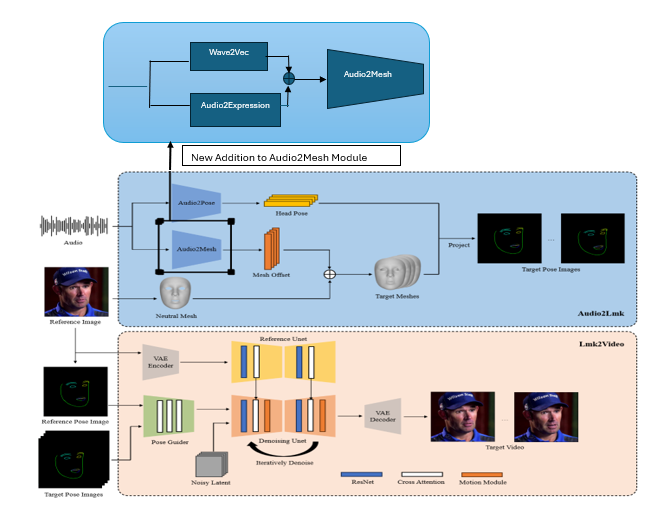 Wave2Vec
Audio2Expression
Audio2Mesh
New Addition to Audio2Mesh Module
Audio2Pose
Head Pose
Audio
Audio2Mesh
Mesh Offset
Project
Target Meshes
Target Pose Images
Neutral Mesh
Reference Image
Audio2Lmk
Lmk2Video
Reference Unet
VAE
Encoder
Reference Pose Image
Pose Guider
Denoising Unet
VAE
Decoder
Target Video
Iteratively Denoise
Noisy Latent
Target Pose Images
ResNet
Cross Attention
Motion Module